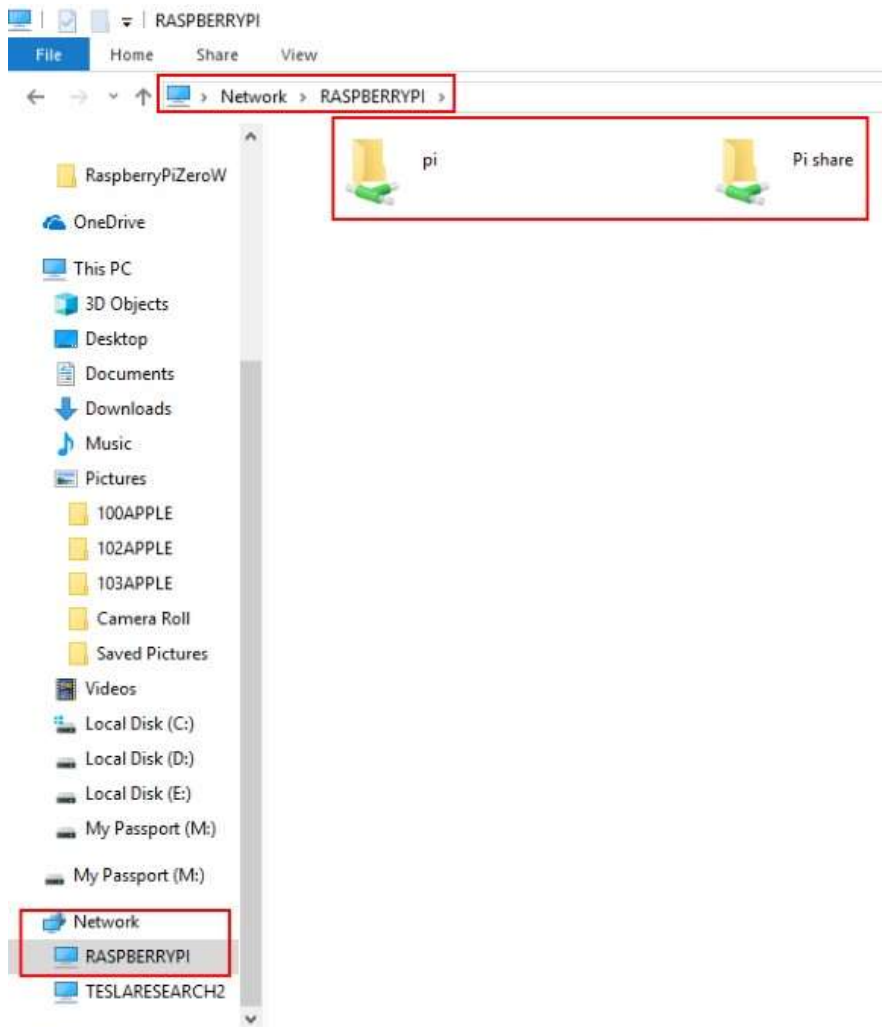 RASPBERRYPI
File Home Share View
Network > RASPBERRYPI >
pi Pi share
RaspberryPiZeroW
OneDrive
This PC
3D Objects
Desktop
Documents
Downloads
Music
Pictures
100APPLE
102APPLE
103APPLE
Camera Roll
Saved Pictures
Videos
Local Disk (C:)
Local Disk (D:)
Local Disk (E:)
My Passport (M:)
My Passport (M:)
Network
RASPBERRYPI
TESLARESEARCH2